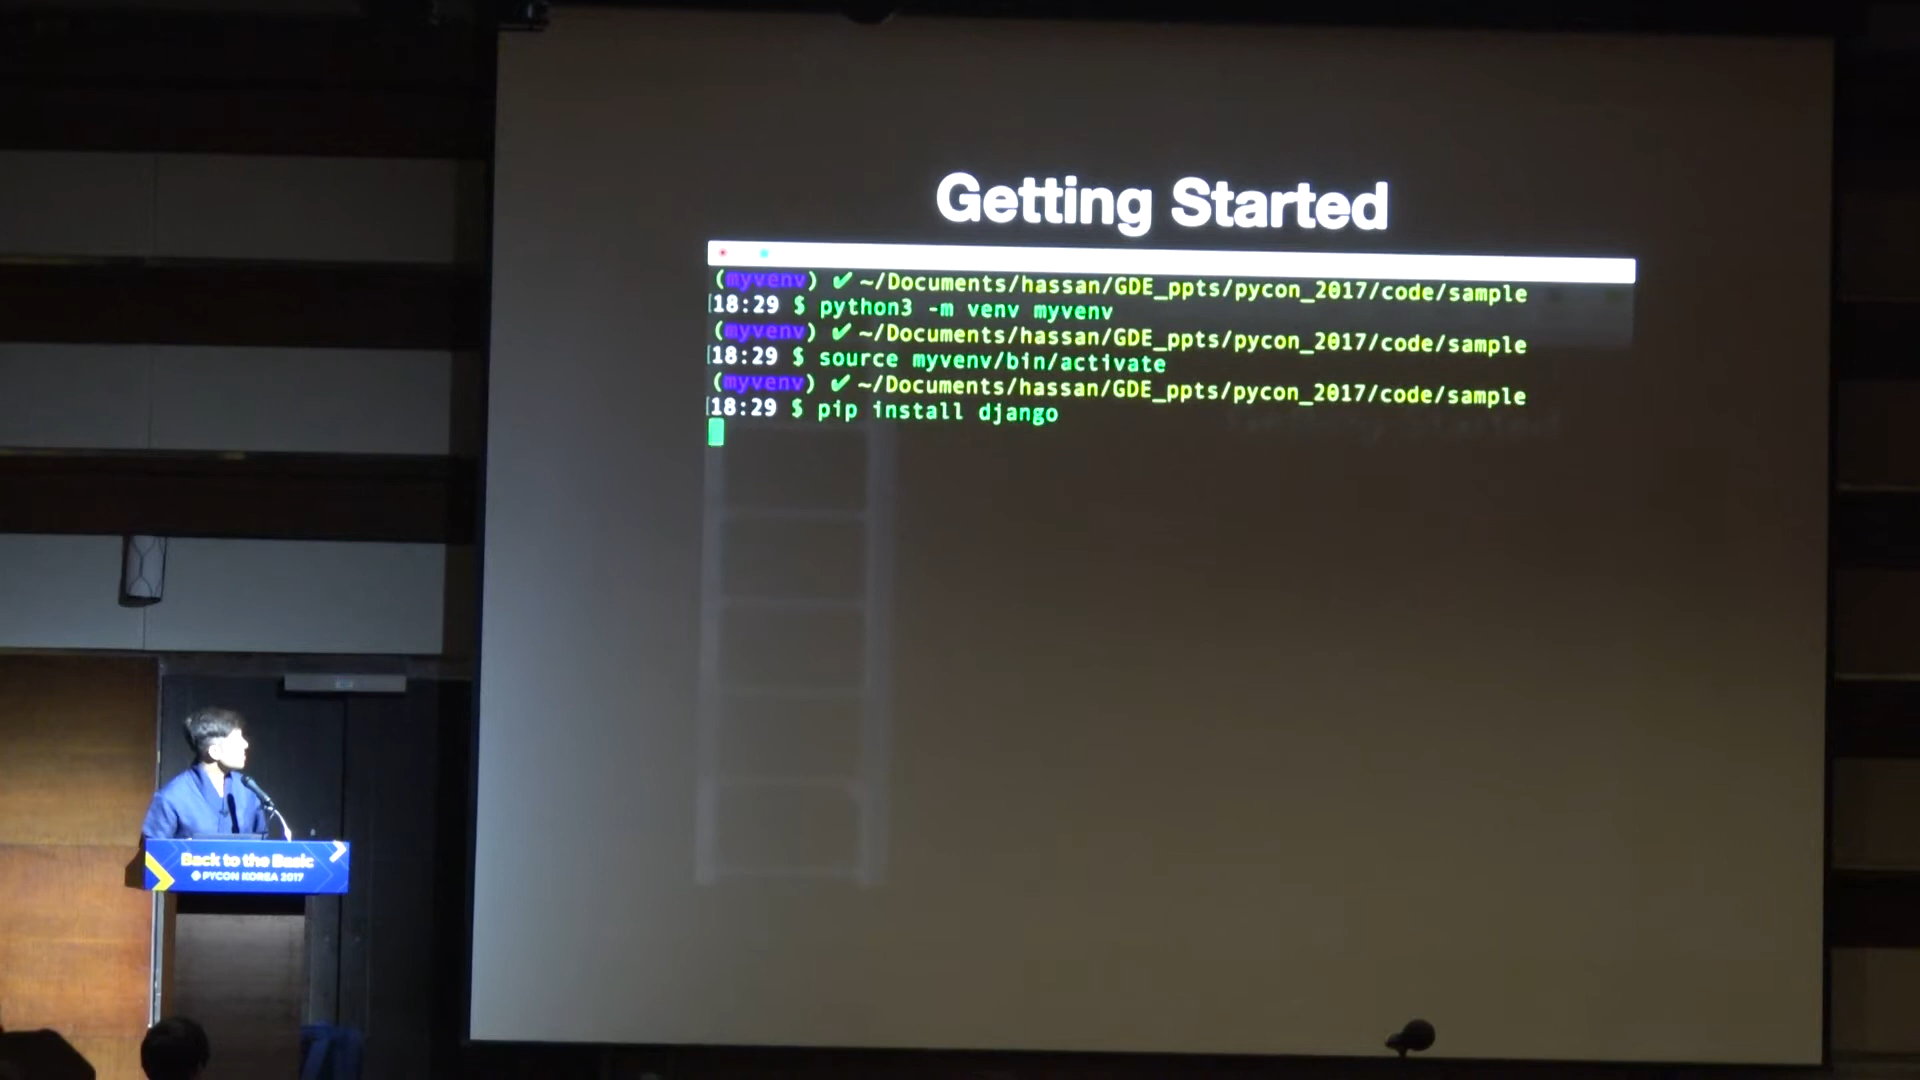 Getting Started
(myvenv) ✔ ~/Documents/hassan/GDE_ppts/pycon_2017/code/sample
[18:29 $ python3 -m venv myvenv
(myvenv) ✔ ~/Documents/hassan/GDE_ppts/pycon_2017/code/sample
[18:29 $ source myvenv/bin/activate
(myvenv) ✔ ~/Documents/hassan/GDE_ppts/pycon_2017/code/sample
[18:29 $ pip install django
Back to the Basic
PYCON KOREA 2017